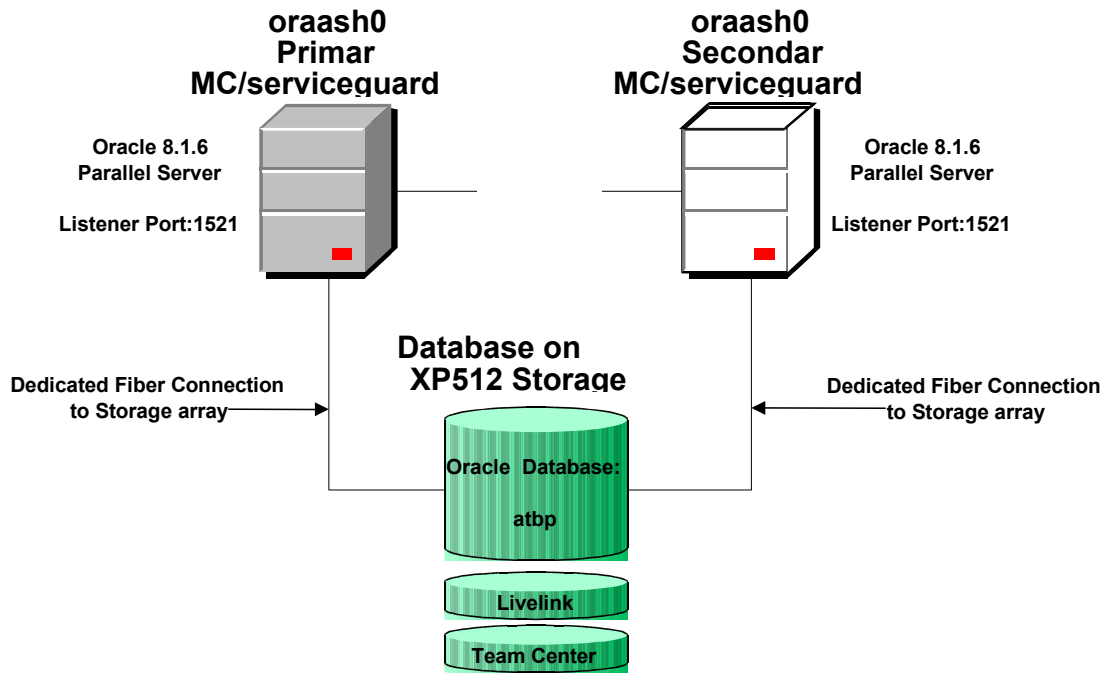 oraash0
Primar
MC/serviceguard
Oracle 8.1.6
Parallel Server
Listener Port:1521
oraash0
Secondar
MC/serviceguard
Oracle 8.1.6
Parallel Server
Listener Port:1521
Database on
XP512 Storage
Dedicated Fiber Connection
to Storage array
Dedicated Fiber Connection
to Storage array
Oracle Database:
atbp
Livelink
Team Center